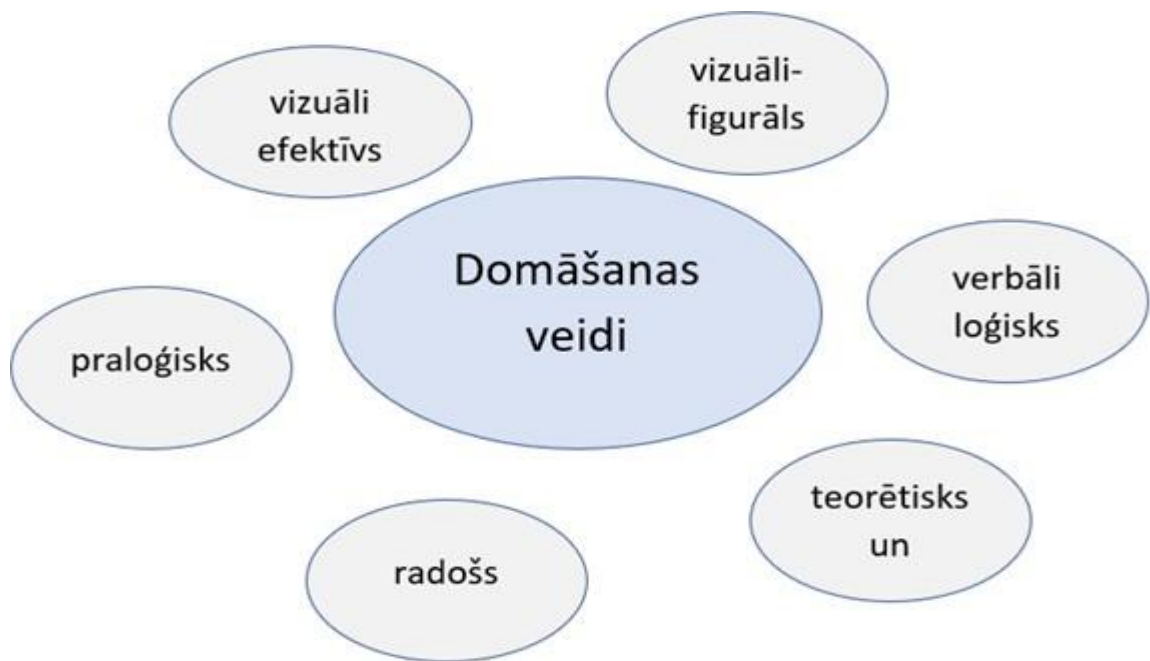 vizuāli
efektīvs
vizuāli-
figurāls
Domāšanas
veidi
verbāli
loģisks
praloģisks
teorētisks
un
radošs